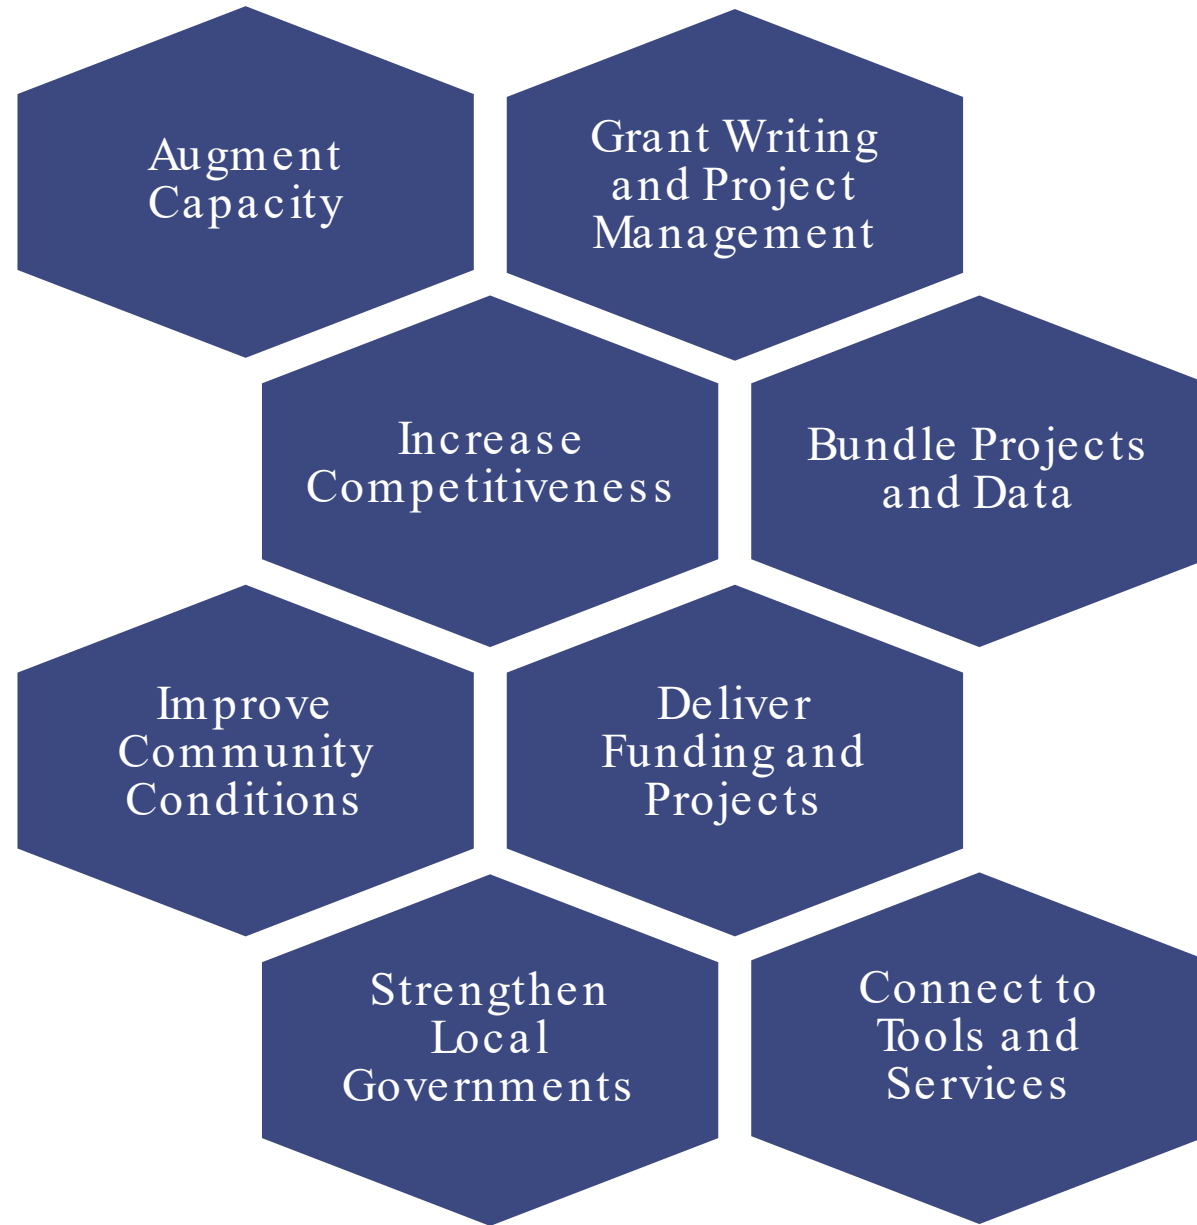 Augment
Capacity
Grant Writing
and Project
Management
Increase
Competitiveness
Bundle Projects
and Data
Improve
Community
Conditions
Deliver
Funding and
Projects
Strengthen
Local
Governments
Connect to
Tools and
Services